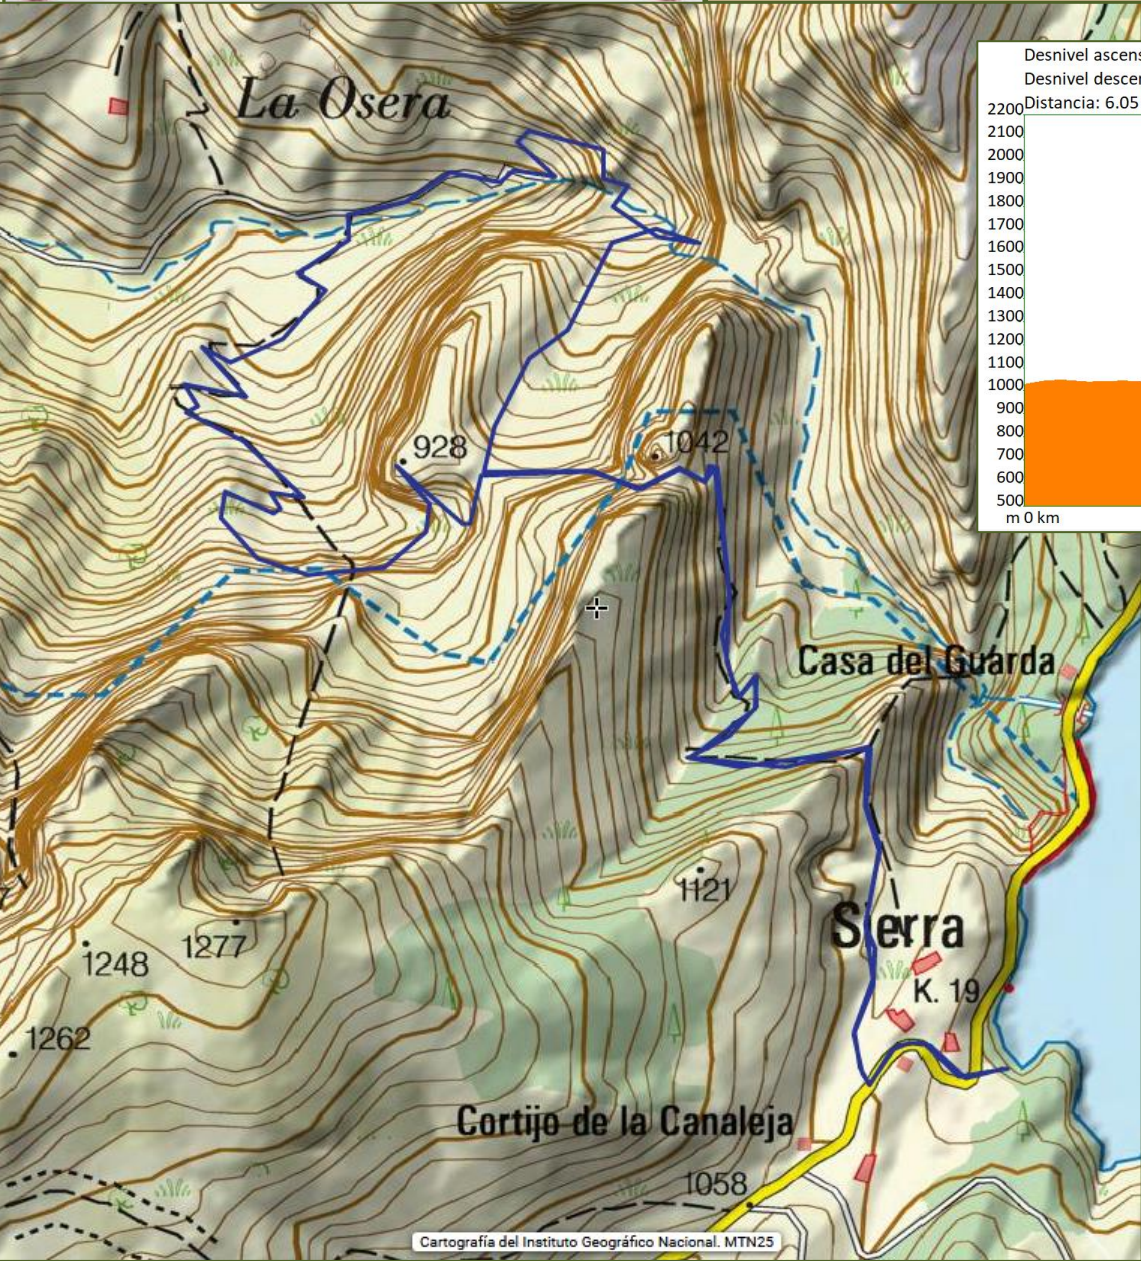 La Osera
Desnivel ascens
Desnivel descer
Distancia: 6.05
2200
2100
2000
1900
1800
1700
1600
1500
1400
1300
1200
1100
1000
900
800
700
600
500
m 0 km
928
1042
Casa del Guarda
1121
Sierra
1277
1248
K. 19
1262
Cortijo de la Canaleja
1058
Cartografía del Instituto Geográfico Nacional. MTN25